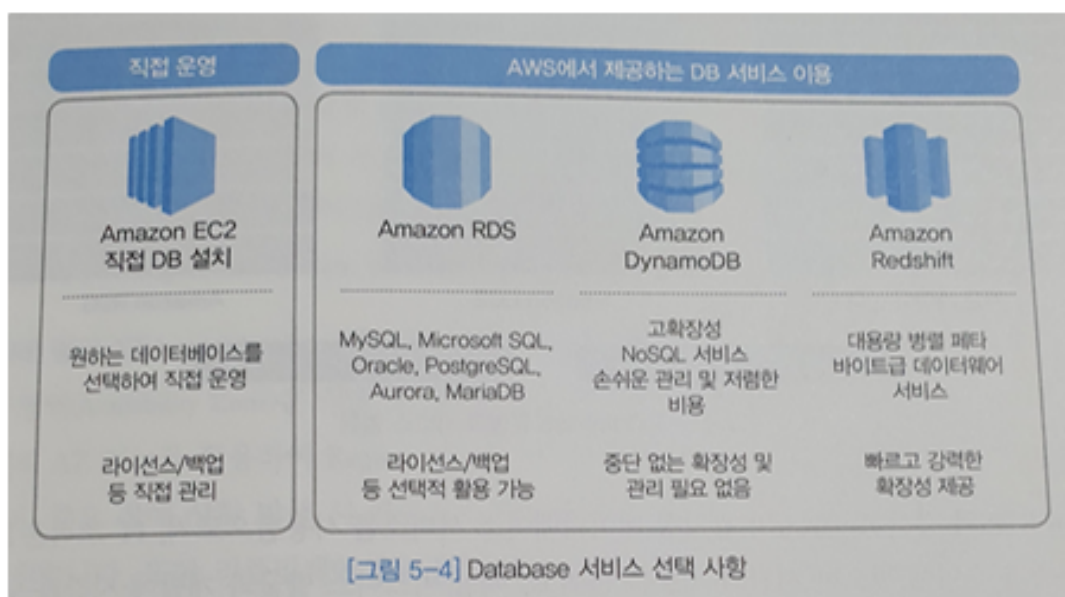 직접 운영
AWS에서 제공하는 DB 서비스 이용
Amazon EC2
직접 DB 설치
원하는 데이터베이스를
선택하여 직접 운영
라이선스/백업
등 직접 관리
Amazon RDS
MySQL, Microsoft SQL,
Oracle, PostgreSQL,
Aurora, MariaDB
라이선스/백업
등 선택적 활용 가능
Amazon
DynamoDB
고확장성
NoSQL 서비스
손쉬운 관리 및 저렴한
비용
중단 없는 확장성 및
관리 필요 없음
Amazon
Redshift
대용량 병렬 페타
바이트급 데이터웨어
서비스
빠르고 강력한
확장성 제공
[그림 5-4] Database 서비스 선택 사항